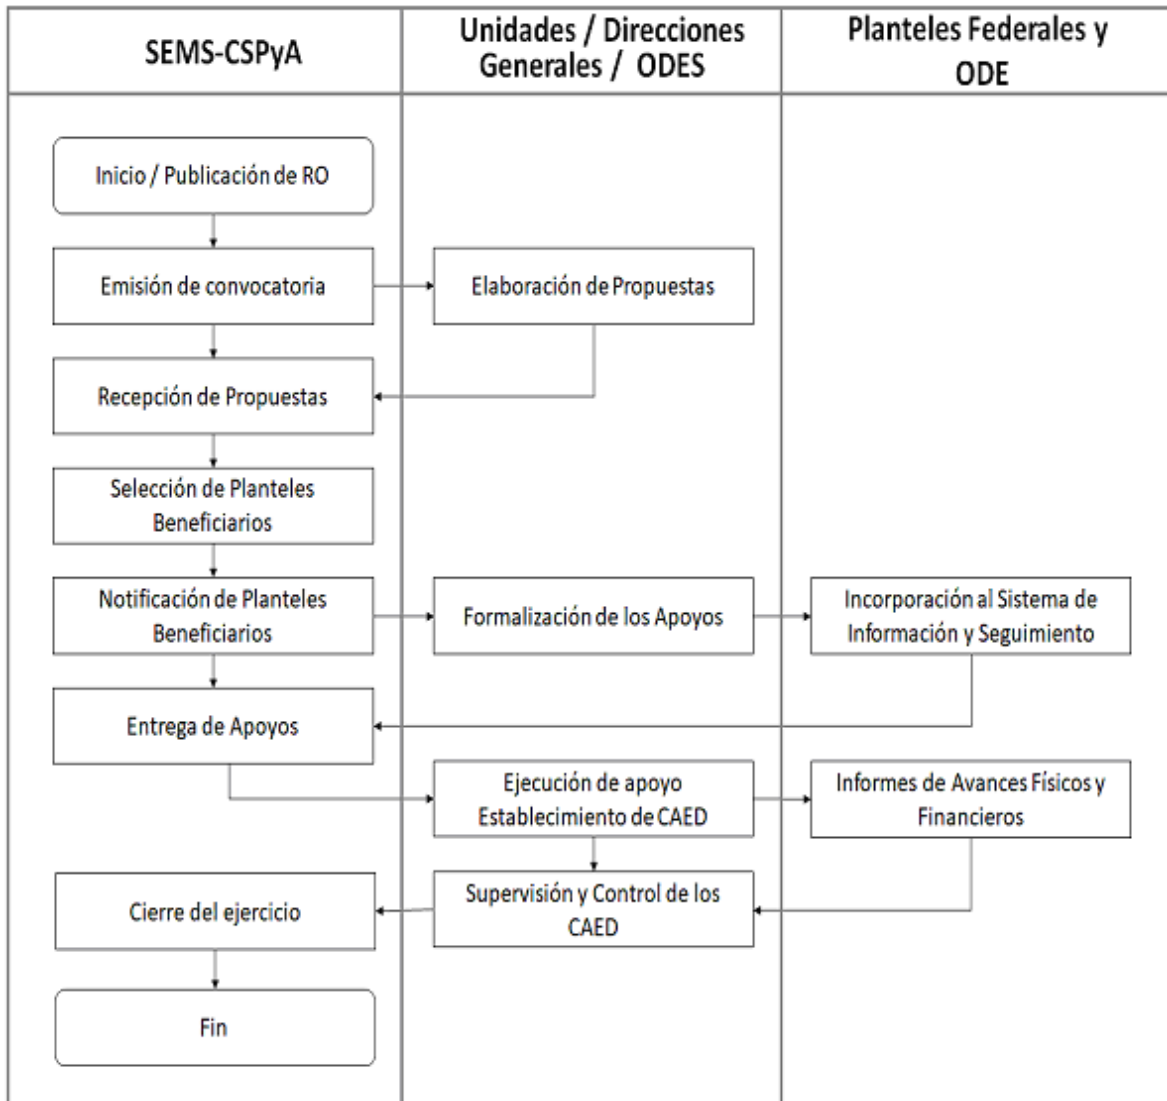 SEMS-CSPyA
Unidades / Direcciones
Generales / ODES
Planteles Federales y
ODE
Inicio / Publicación de RO
Emisión de convocatoria
Elaboración de Propuestas
Recepción de Propuestas
Selección de Planteles
Beneficiarios
Notificación de Planteles
Beneficiarios
Formalización de los Apoyos
Incorporación al Sistema de
Información y Seguimiento
Entrega de Apoyos
Ejecución de apoyo
Establecimiento de CAED
Informes de Avances Físicos y
Financieros
Cierre del ejercicio
Supervisión y Control de los
CAED
Fin